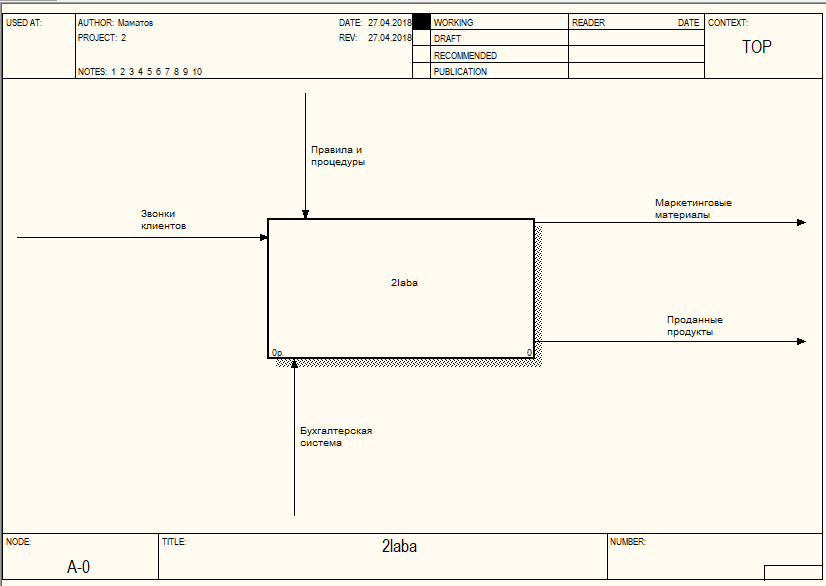 USED AT:
AUTHOR: Маматов
DATE: 27.04.2018
PROJECT: 2
REV: 27.04.2018
NOTES: 1 2 3 4 5 6 7 8 9 10
WORKING
DRAFT
RECOMMENDED
PUBLICATION
READER
DATE
CONTEXT:
TOP
Правила и
процедуры
Звонки
клиентов
Маркетинговые
материалы
2laba
Проданные
продукты
0р.
0
Бухгалтерская
система
NODE:
A-0
TITLE:
2laba
NUMBER: